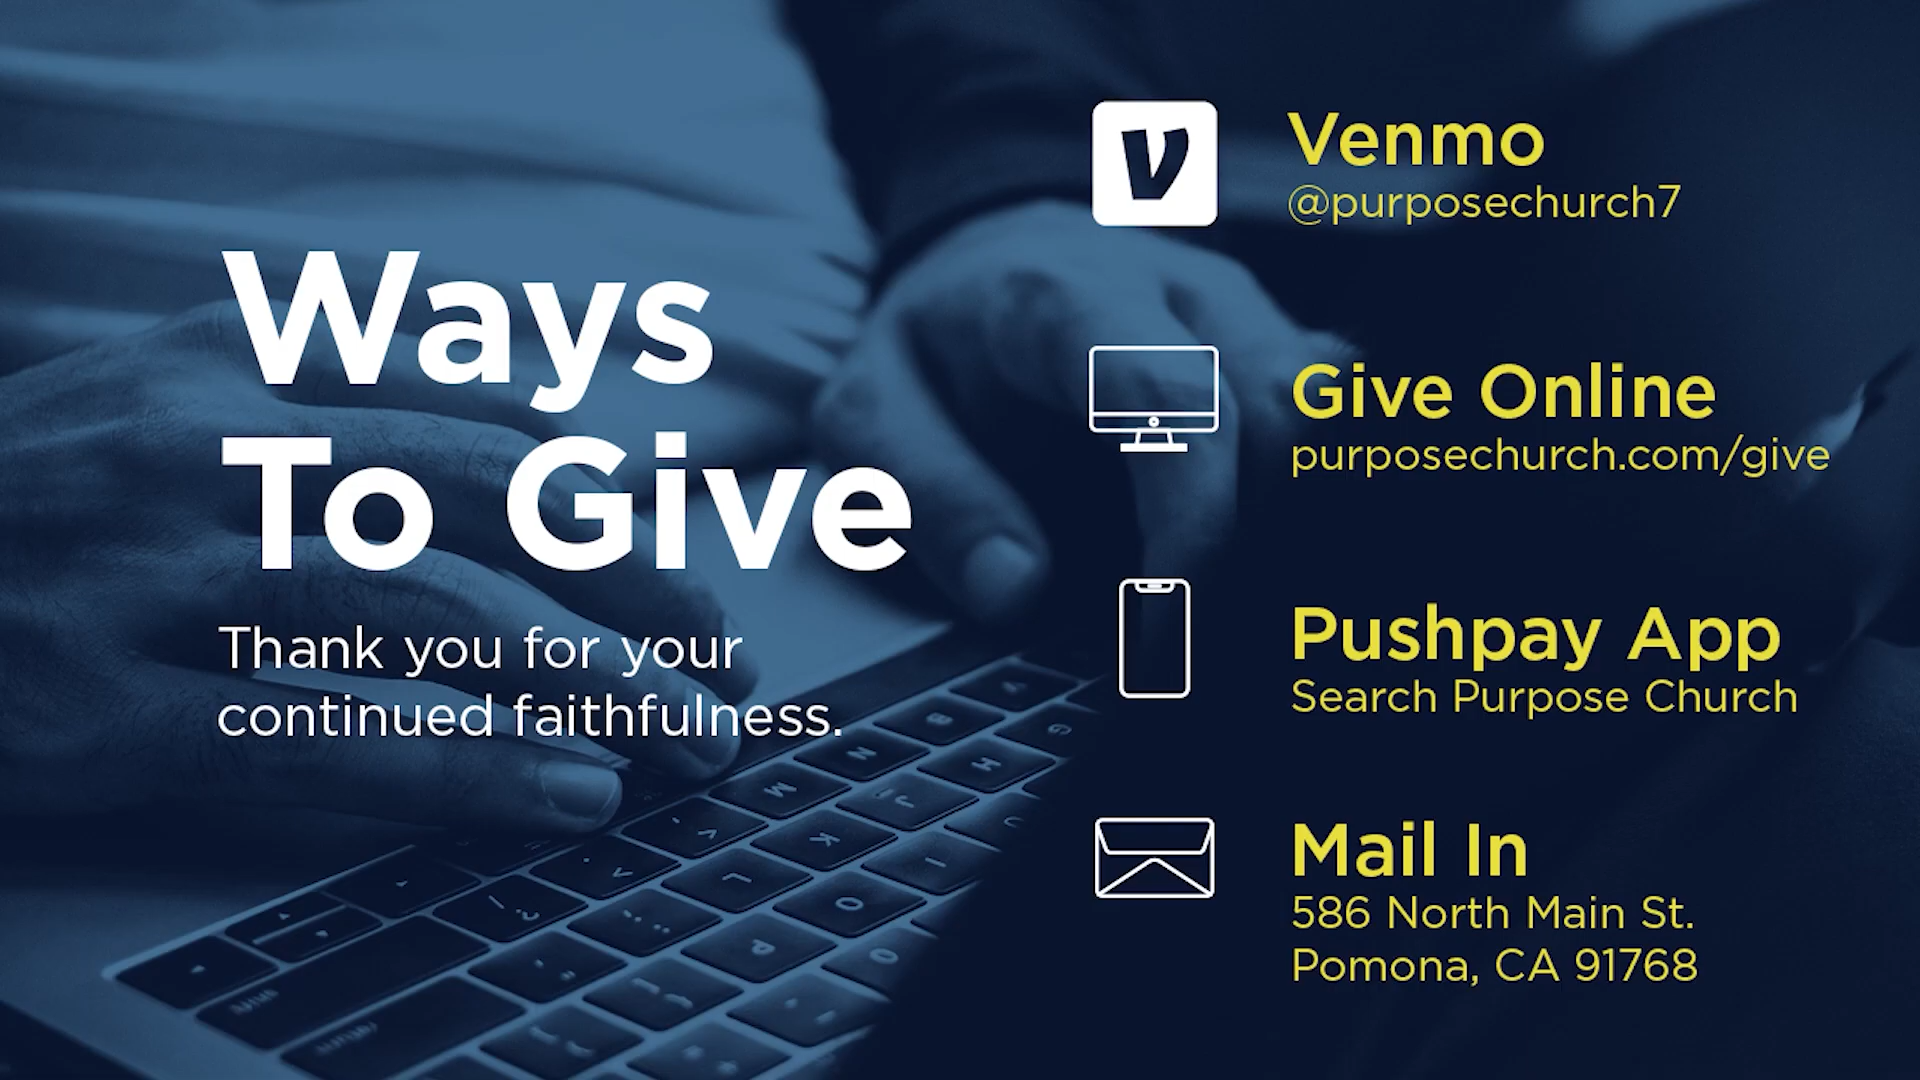 Ways
To Give
Thank you for your
continued faithfulness.
V
Venmo
@purposechurch7
Give Online
purposechurch.com/give
Pushpay App
Search Purpose Church
Mail In
586 North Main St.
Pomona, CA 91768